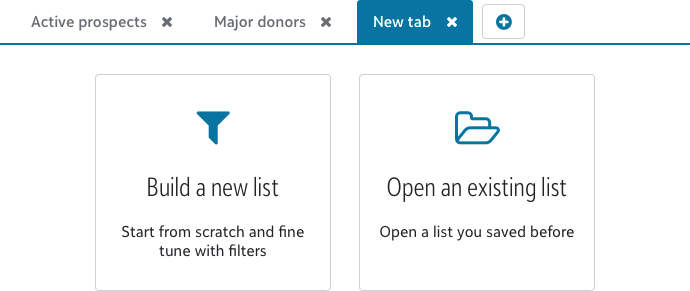 Active prospects Major donors New tab
Build a new list
Start from scratch and fine
tune with filters
Open an existing list
Open a list you saved before